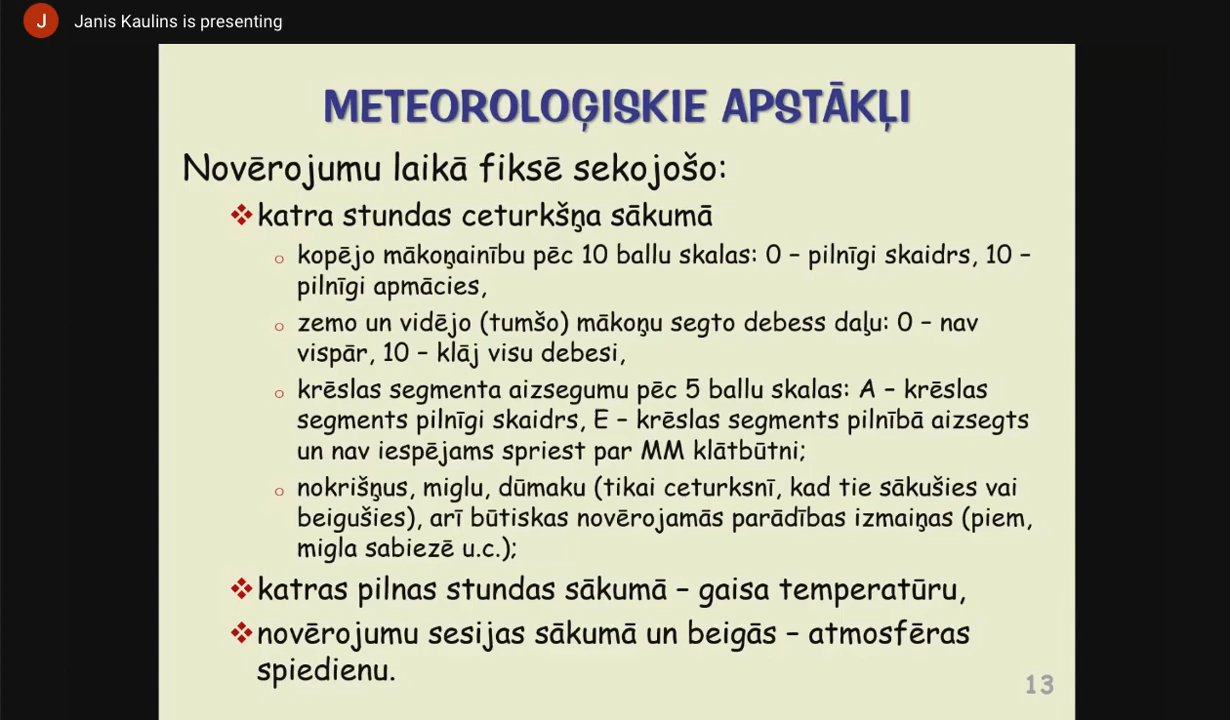 J
Janis Kaulins is presenting
METEOROLOĢISKIE APSTĀKĻI
Novērojumu laikā fiksē sekojošo:
❖katra stundas ceturkšņa sākumā
○ kopējo mākoņainību pēc 10 ballu skalas: 0 – pilnīgi skaidrs, 10 –
pilnīgi apmācies,
○ zemo un vidējo (tumšo) mākoņu segto debess daļu: 0 – nav
vispār, 10 – klāj visu debesi,
○ krēslas segmenta aizsegumu pēc 5 ballu skalas: A – krēslas
segments pilnīgi skaidrs, E – krēslas segments pilnībā aizsegts
un nav iespējams spriest par MM klātbūtni;
○ nokrišņus, miglu, dūmaku (tikai ceturksnī, kad tie sākušies vai
beigušies), arī būtiskas novērojamās parādības izmaiņas (piem,
migla sabiezē u.c.);
❖katras pilnas stundas sākumā – gaisa temperatūru,
❖novērojumu sesijas sākumā un beigās – atmosfēras
spiedienu.
13